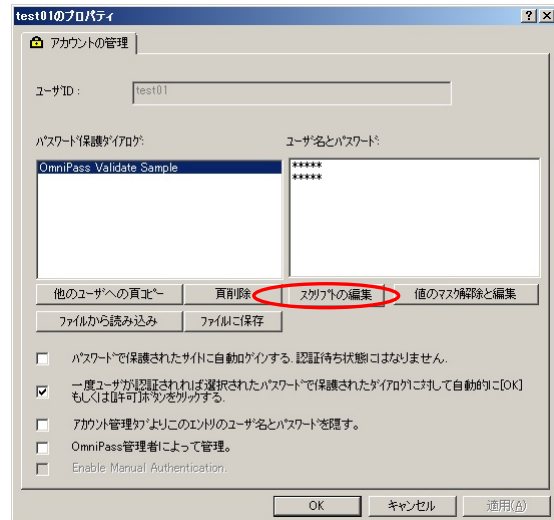 test01のプロパティ
アカウントの管理
ユーザID : test01
パスワード保護ダイアログ: ユーザ名とパスワード:
OmniPass Validate Sample
*****
*****
他のユーザへの頁コピー 頁削除 スクリプトの編集 値のマスク解除と編集
ファイルから読み込み ファイルに保存
パスワードで保護されたサイトに自動ログインする. 認証待ち状態にはなりません.
一度ユーザが認証されれば選択されたパスワードで保護されたダイアログに対して自動的に[OK]
もしくは[許可]ボタンをクリックする.
アカウント管理タブよりこのエントリのユーザ名とパスワードを隠す。
OmniPass管理者によって管理。
Enable Manual Authentication.
OK キャンセル 適用(A)